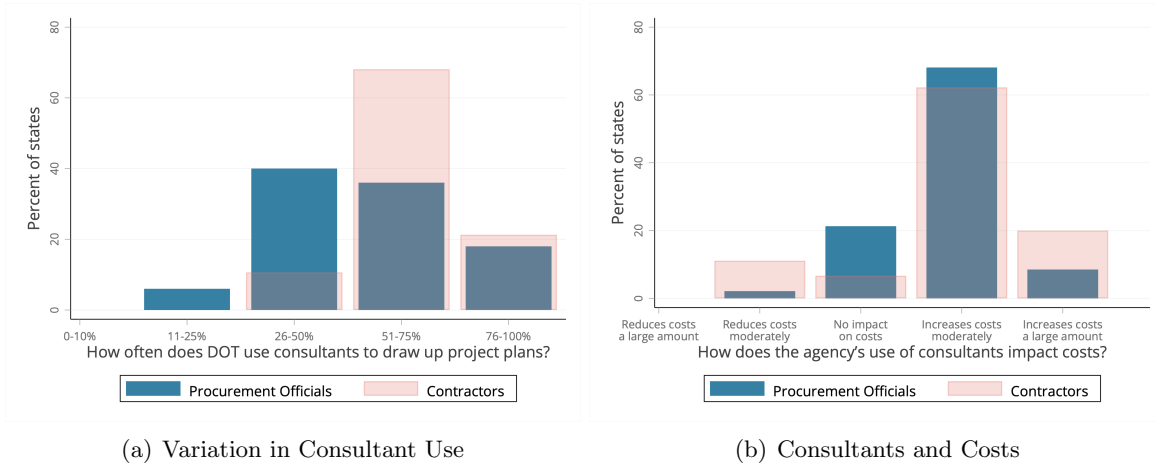 Percent of states
80
60
40
20
0
0-10%
11-25%
26-50%
51-75%
76-100%
How often does DOT use consultants to draw up project plans?
Procurement Officials
Contractors
(a) Variation in Consultant Use
Percent of states
80
60
40
20
0
Reduces costs
a large amount
Reduces costs
moderately
No impact
on costs
Increases costs
moderately
Increases costs
a large amount
How does the agency's use of consultants impact costs?
Procurement Officials
Contractors
(b) Consultants and Costs